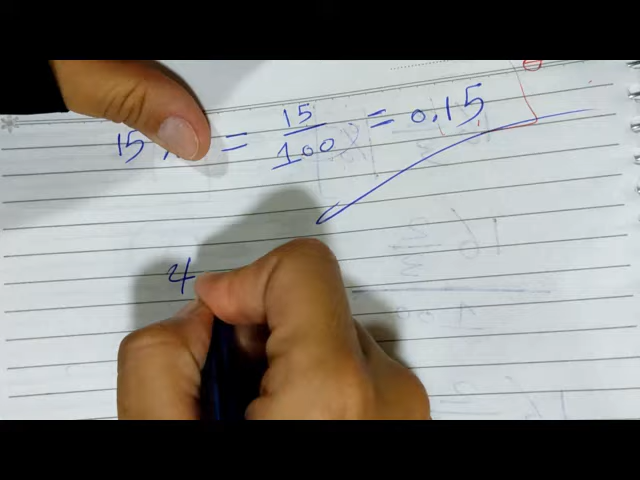 15 = 15/100 = 0.15
4